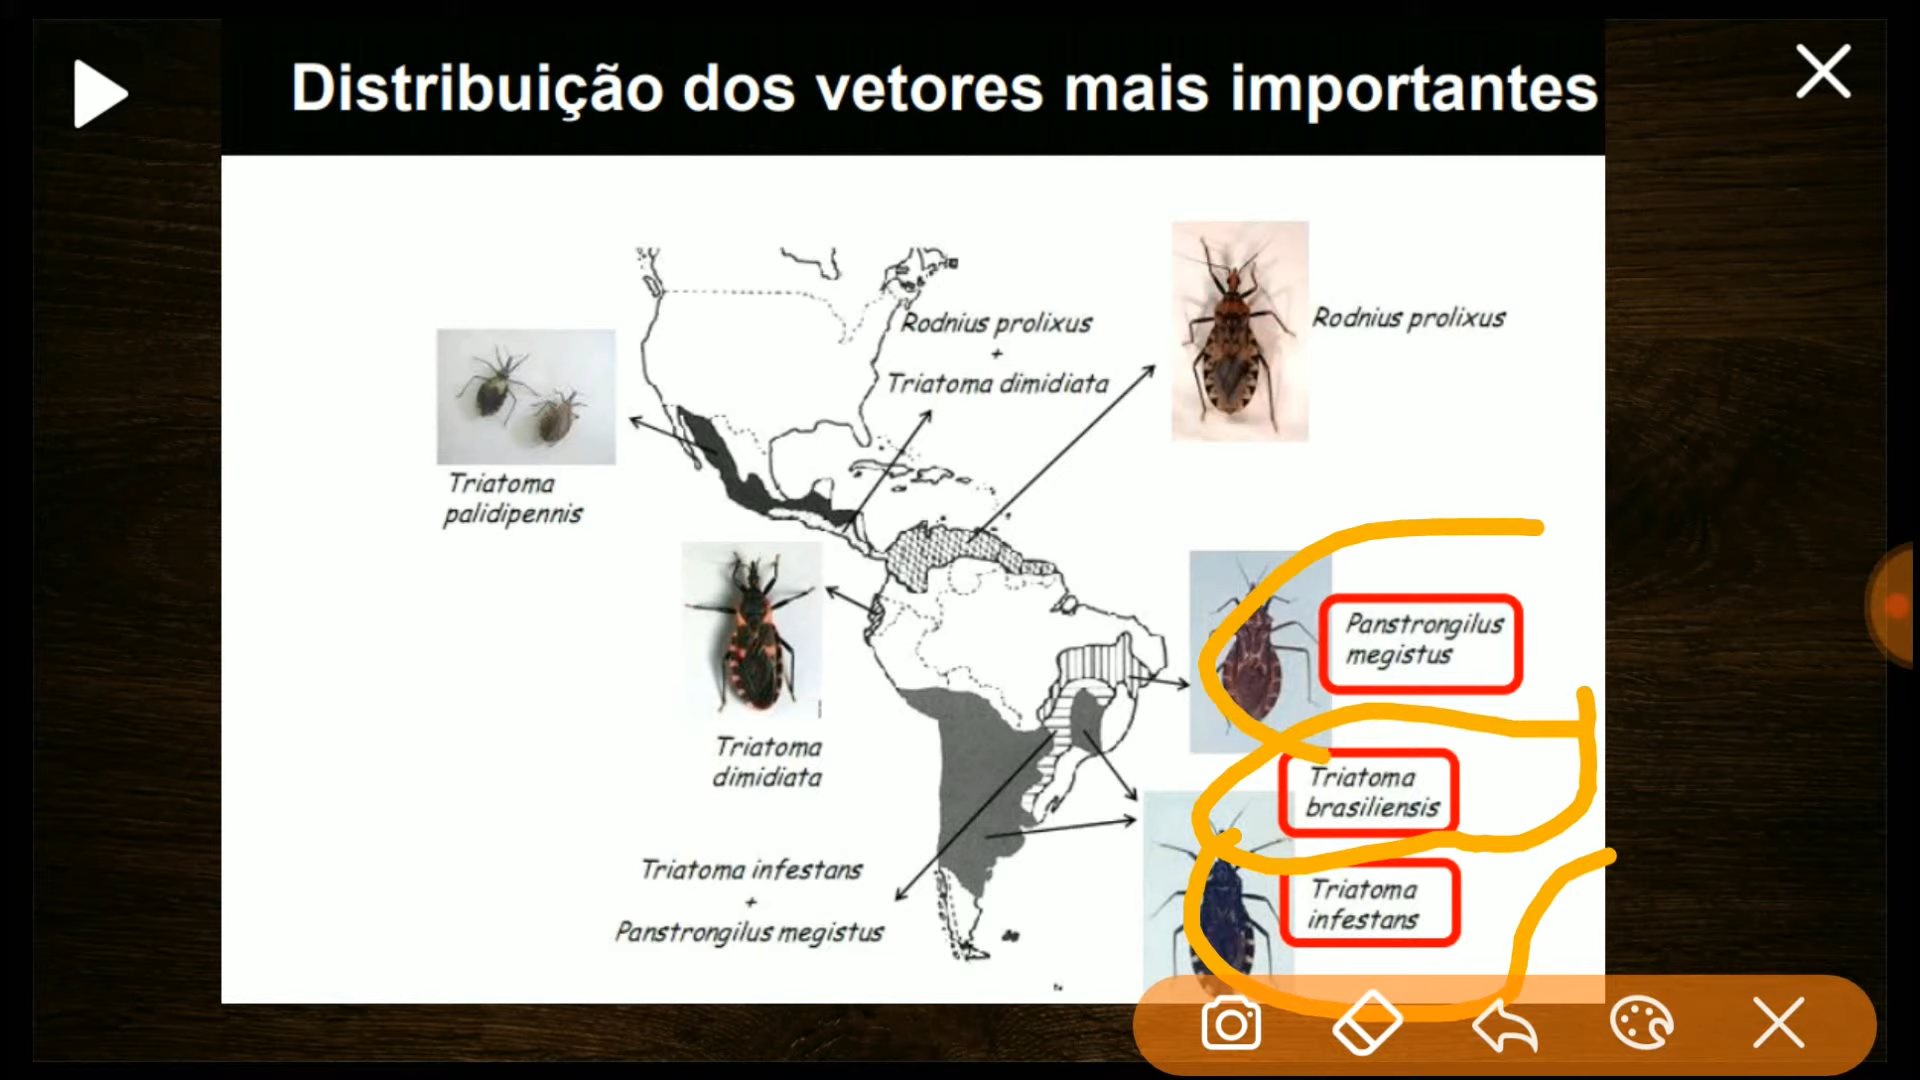 Distribuição dos vetores mais importantes
Rodnius prolixus
+
Triatoma dimidiata
Rodnius prolixus
Triatoma
palidipennis
Panstrongilus
megistus
Triatoma
dimidiata
Triatoma
brasiliensis
Triatoma infestans
+
Panstrongilus megistus
Triatoma
infestans